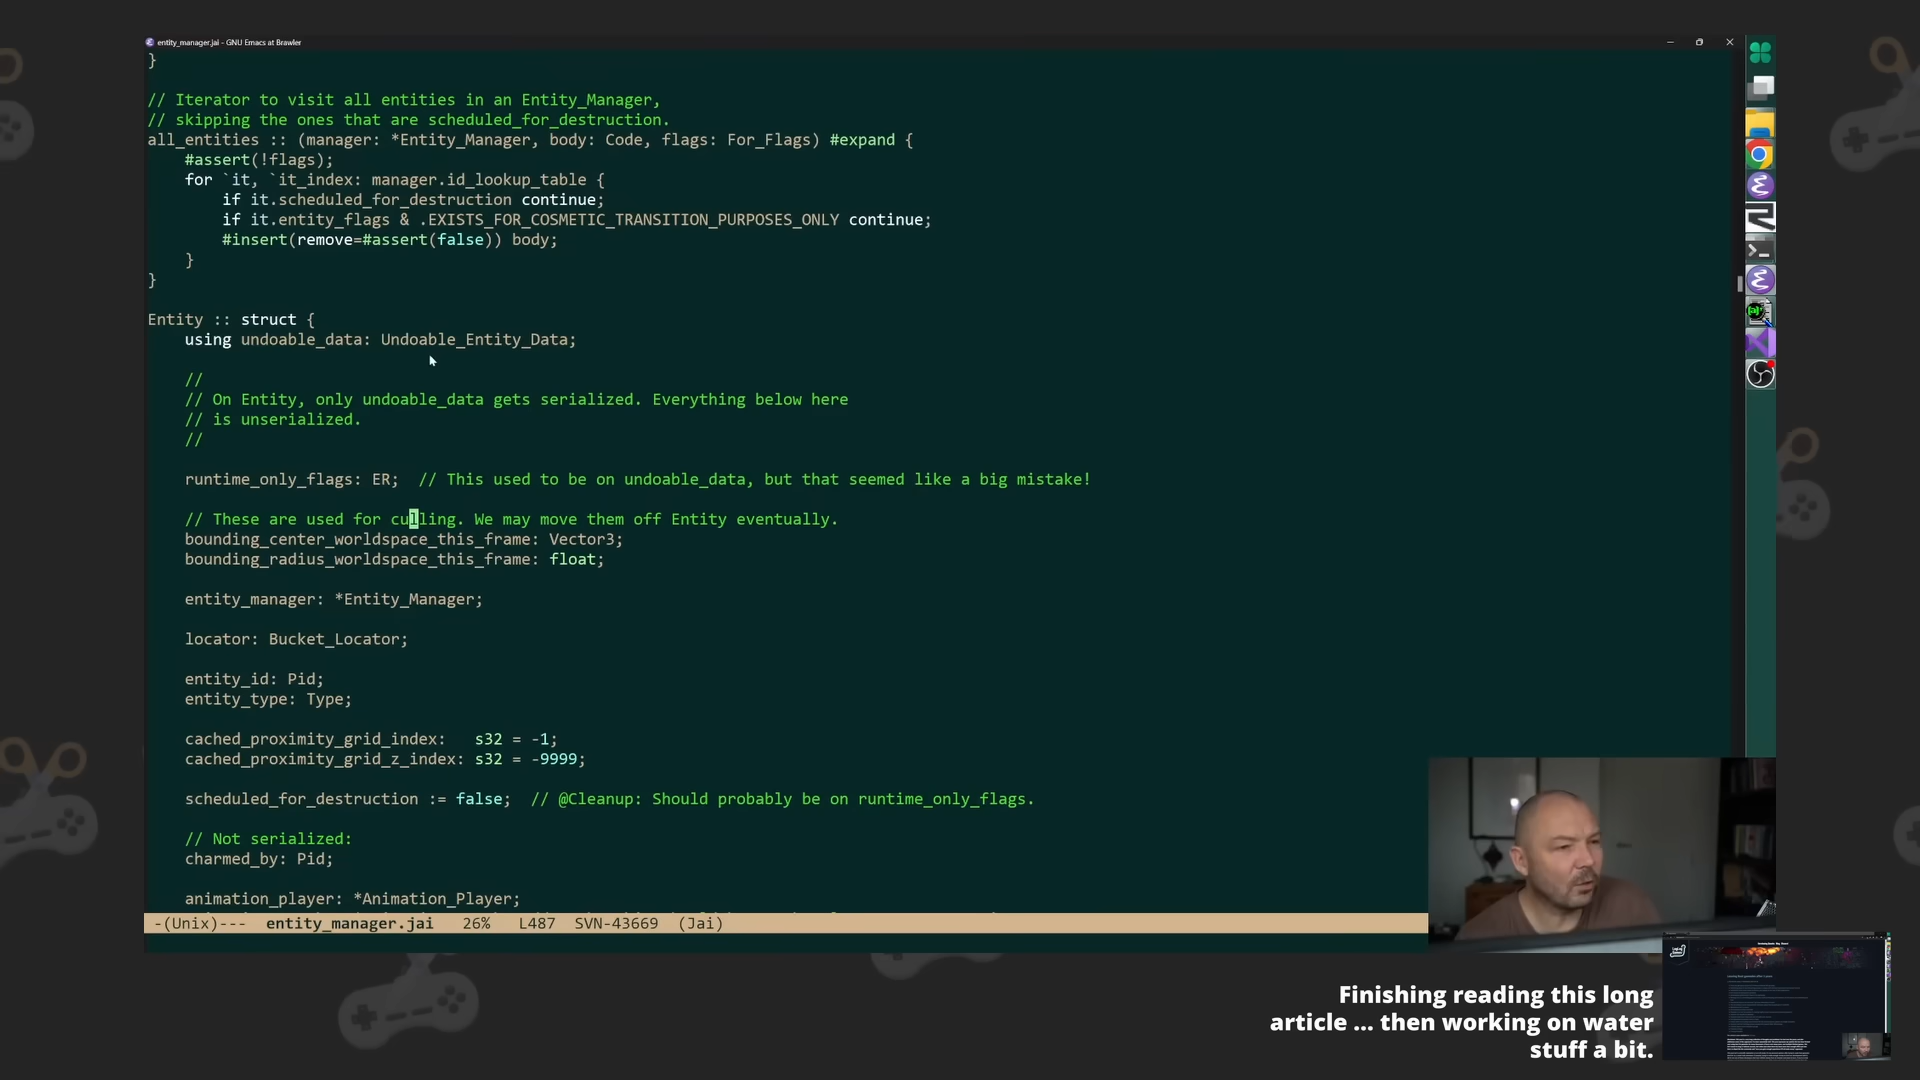 entity_manager.jai - GNU Emacs at Brawler
}
// Iterator to visit all entities in an Entity_Manager,
// skipping the ones that are scheduled_for_destruction.
all_entities :: (manager: *Entity_Manager, body: Code, flags: For_Flags) #expand {
    #assert(!flags);
    for `it, `it_index: manager.id_lookup_table {
        if it.scheduled_for_destruction continue;
        if it.entity_flags & .EXISTS_FOR_COSMETIC_TRANSITION_PURPOSES_ONLY continue;
        #insert(remove=#assert(false)) body;
    }
}
Entity :: struct {
    using undoable_data: Undoable_Entity_Data;
    //
    // On Entity, only undoable_data gets serialized. Everything below here
    // is unserialized.
    //
    runtime_only_flags: ER;  // This used to be on undoable_data, but that seemed like a big mistake!
    // These are used for culling. We may move them off Entity eventually.
    bounding_center_worldspace_this_frame: Vector3;
    bounding_radius_worldspace_this_frame: float;
    entity_manager: *Entity_Manager;
    locator: Bucket_Locator;
    entity_id: Pid;
    entity_type: Type;
    cached_proximity_grid_index:   s32 = -1;
    cached_proximity_grid_z_index: s32 = -9999;
    scheduled_for_destruction := false;  // @Cleanup: Should probably be on runtime_only_flags.
    // Not serialized:
    charmed_by: Pid;
    animation_player: *Animation_Player;
-(Unix)---  entity_manager.jai   26%   L487  SVN-43669  (Jai)
Finishing reading this long
article ... then working on water
stuff a bit.